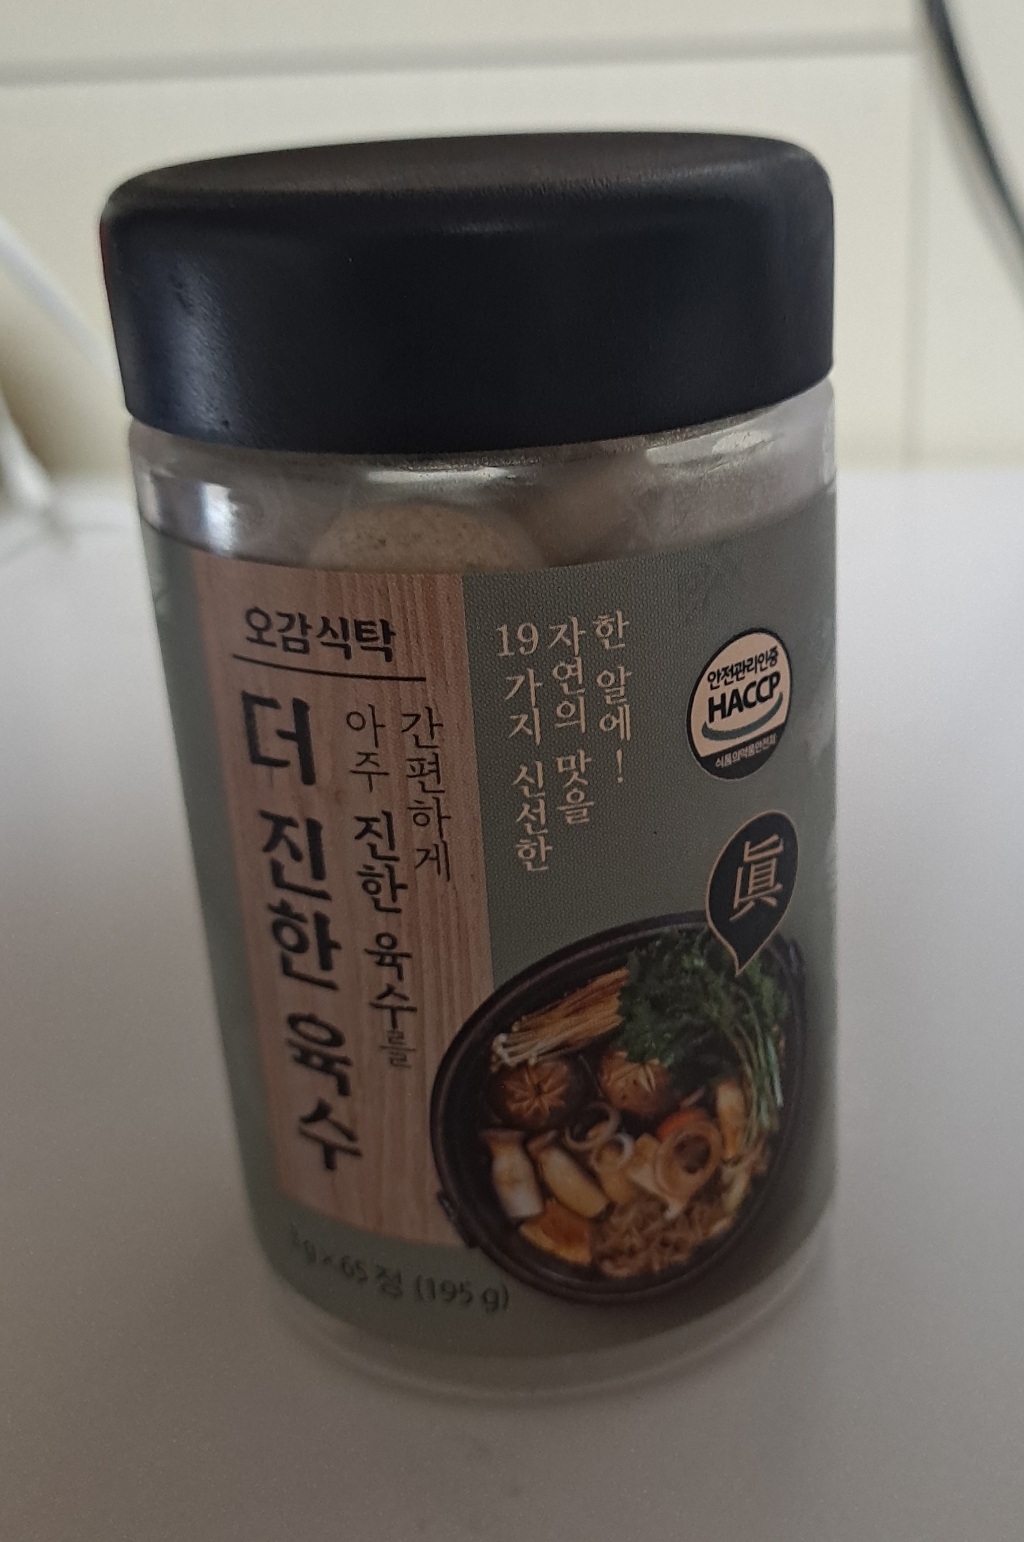 오감식탁
더 진한 육수
간편하게
아주 진한 육수를
한 알에!
자연의 맛을
19가지 신선한
안전관리인증
HACCP
식품의약품안전처
眞
3g×65정 (195 g)